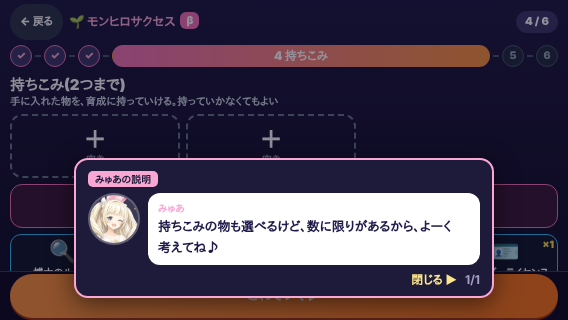 ← 戻る
🌱 モンヒロサクセス β
4 / 6
4 持ちこみ
5
6
持ちこみ(2つまで)
手に入れた物を、育成に持っていける。持っていかなくてもよい
＋
＋
みゅあの説明
みゅあ
持ちこみの物も選べるけど、数に限りがあるから、よーく
考えてね♪
×1
閉じる ▶ 1/1